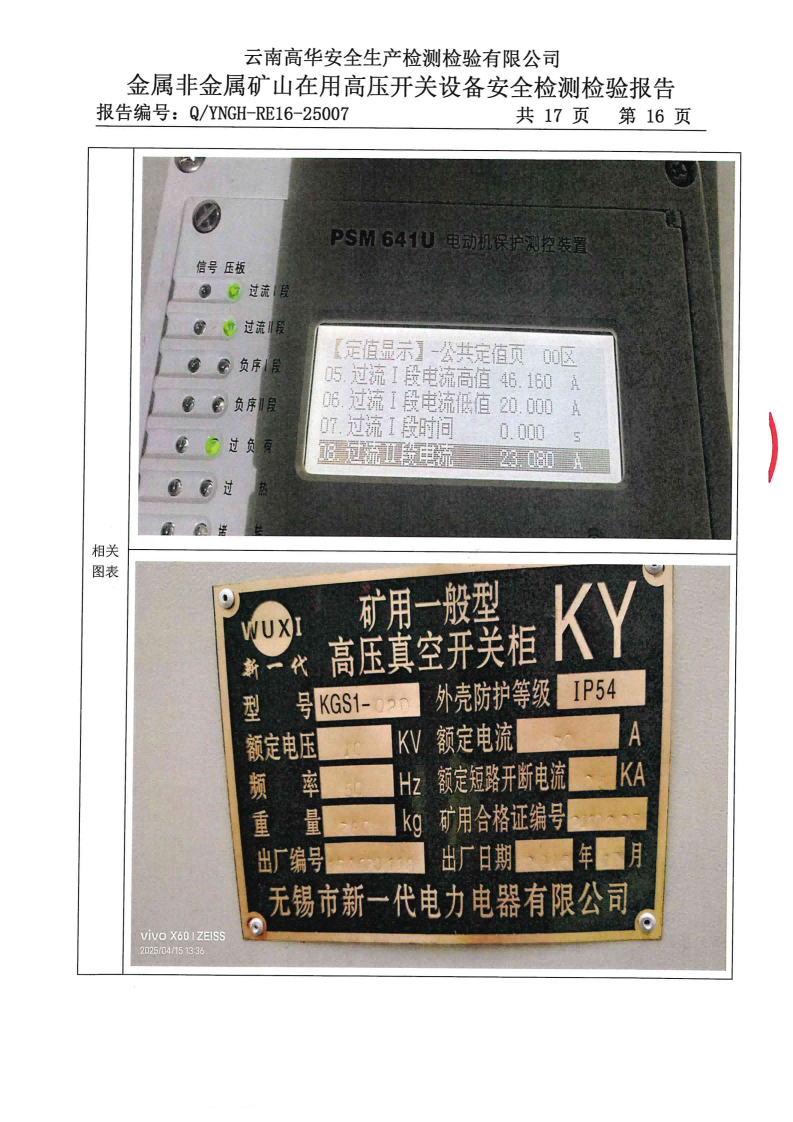 云南高华安全生产检测检验有限公司
金属非金属矿山在用高压开关设备安全检测检验报告
报告编号：Q/YNGH-RE16-25007 共 17 页 第 16 页
相关
图表
PSM 641U 电动机保护测控装置
信号 压板
过流I段
过流II段
负序I段
负序II段
过负荷
过 热
【定值显示】-公共定值页 00区
05.过流I段电流高值 46.160 A
06.过流I段电流低值 20.000 A
07.过流I段时间 0.000 s
08.过流II段电流 23.080 A
WUXI
新一代
矿用一般型
高压真空开关柜
KY
型 号 KGS1- 外壳防护等级 IP54
额定电压 KV 额定电流 A
频 率 50 Hz 额定短路开断电流 KA
重 量 kg 矿用合格证编号
出厂编号 出厂日期 年 月
无锡市新一代电力电器有限公司
vivo X60 | ZEISS
2025/04/15 13:36